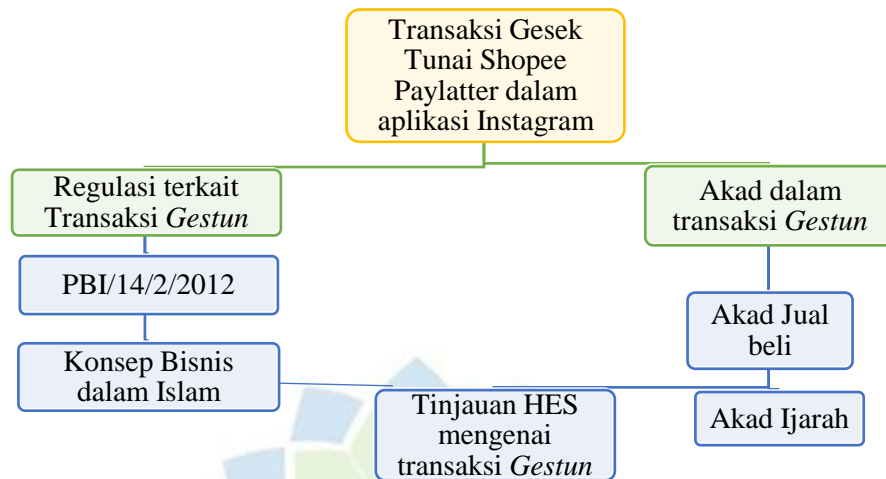 Transaksi Gesek
Tunai Shopee
Paylatter dalam
aplikasi Instagram
Regulasi terkait
Transaksi Gestun
Akad dalam
transaksi Gestun
PBI/14/2/2012
Akad Jual
beli
Konsep Bisnis
dalam Islam
Tinjauan HES
mengenai
transaksi Gestun
Akad Ijarah